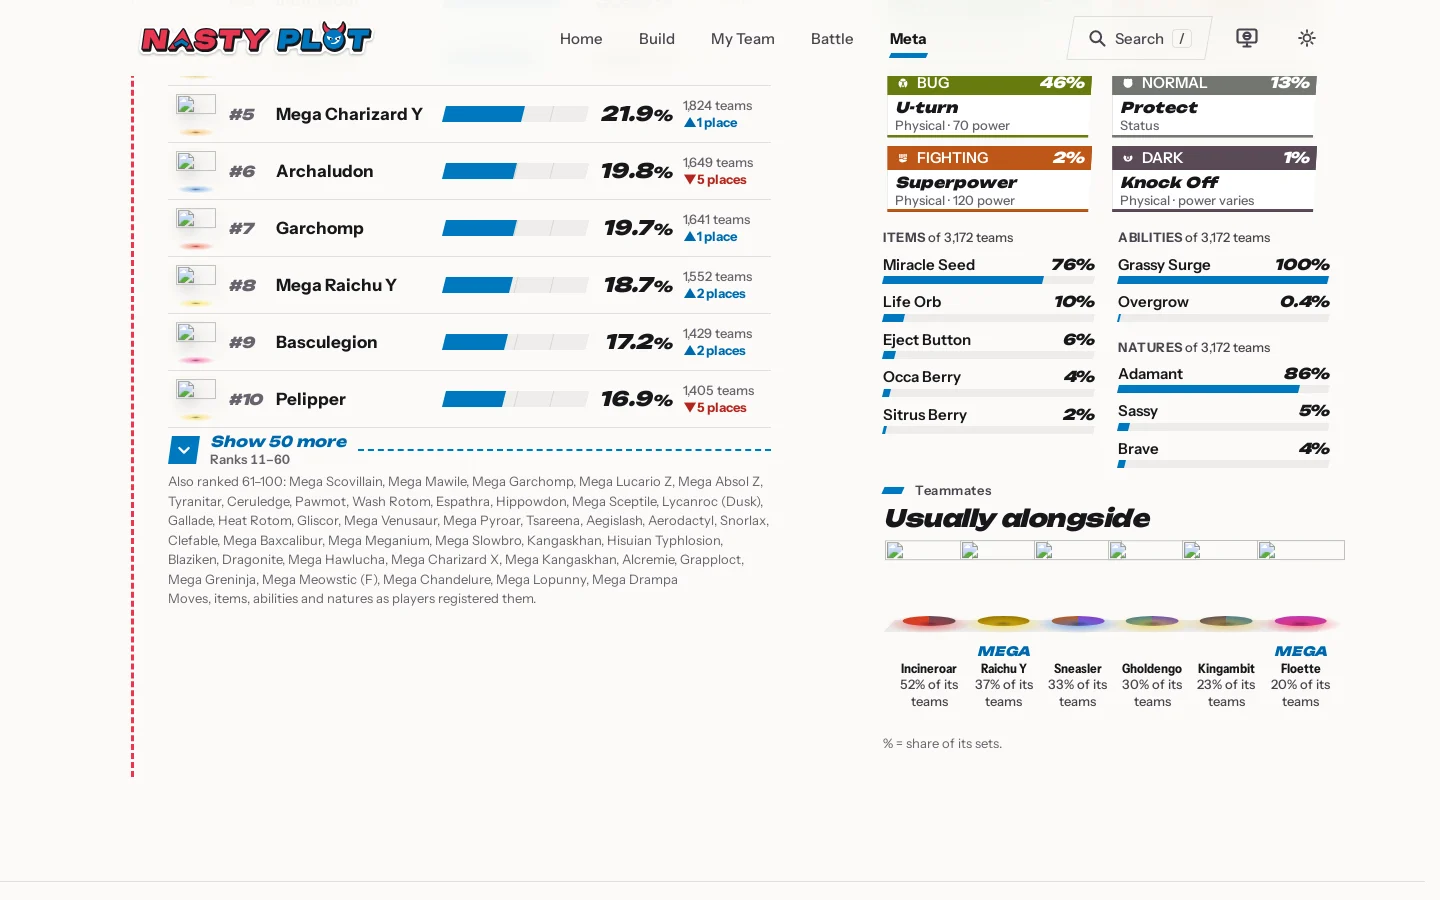 NASTY PLOT
Home
Build
My Team
Battle
Meta
Search /
#5 Mega Charizard Y 21.9% 1,824 teams
▲1 place
#6 Archaludon 19.8% 1,649 teams
▼5 places
#7 Garchomp 19.7% 1,641 teams
▲1 place
#8 Mega Raichu Y 18.7% 1,552 teams
▲2 places
#9 Basculegion 17.2% 1,429 teams
▲2 places
#10 Pelipper 16.9% 1,405 teams
▼5 places
Show 50 more
Ranks 11–60
Also ranked 61–100: Mega Scovillain, Mega Mawile, Mega Garchomp, Mega Lucario Z, Mega Absol Z,
Tyranitar, Ceruledge, Pawmot, Wash Rotom, Espathra, Hippowdon, Mega Sceptile, Lycanroc (Dusk),
Gallade, Heat Rotom, Gliscor, Mega Venusaur, Mega Pyroar, Tsareena, Aegislash, Aerodactyl, Snorlax,
Clefable, Mega Baxcalibur, Mega Meganium, Mega Slowbro, Kangaskhan, Hisuian Typhlosion,
Blaziken, Dragonite, Mega Hawlucha, Mega Charizard X, Mega Kangaskhan, Alcremie, Grapploct,
Mega Greninja, Mega Meowstic (F), Mega Chandelure, Mega Lopunny, Mega Drampa
Moves, items, abilities and natures as players registered them.
BUG 46%
U-turn
Physical · 70 power
NORMAL 13%
Protect
Status
FIGHTING 2%
Superpower
Physical · 120 power
DARK 1%
Knock Off
Physical · power varies
ITEMS of 3,172 teams
Miracle Seed 76%
Life Orb 10%
Eject Button 6%
Occa Berry 4%
Sitrus Berry 2%
ABILITIES of 3,172 teams
Grassy Surge 100%
Overgrow 0.4%
NATURES of 3,172 teams
Adamant 86%
Sassy 5%
Brave 4%
Teammates
Usually alongside
Incineroar
52% of its
teams
MEGA
Raichu Y
37% of its
teams
Sneasler
33% of its
teams
Gholdengo
30% of its
teams
Kingambit
23% of its
teams
MEGA
Floette
20% of its
teams
% = share of its sets.